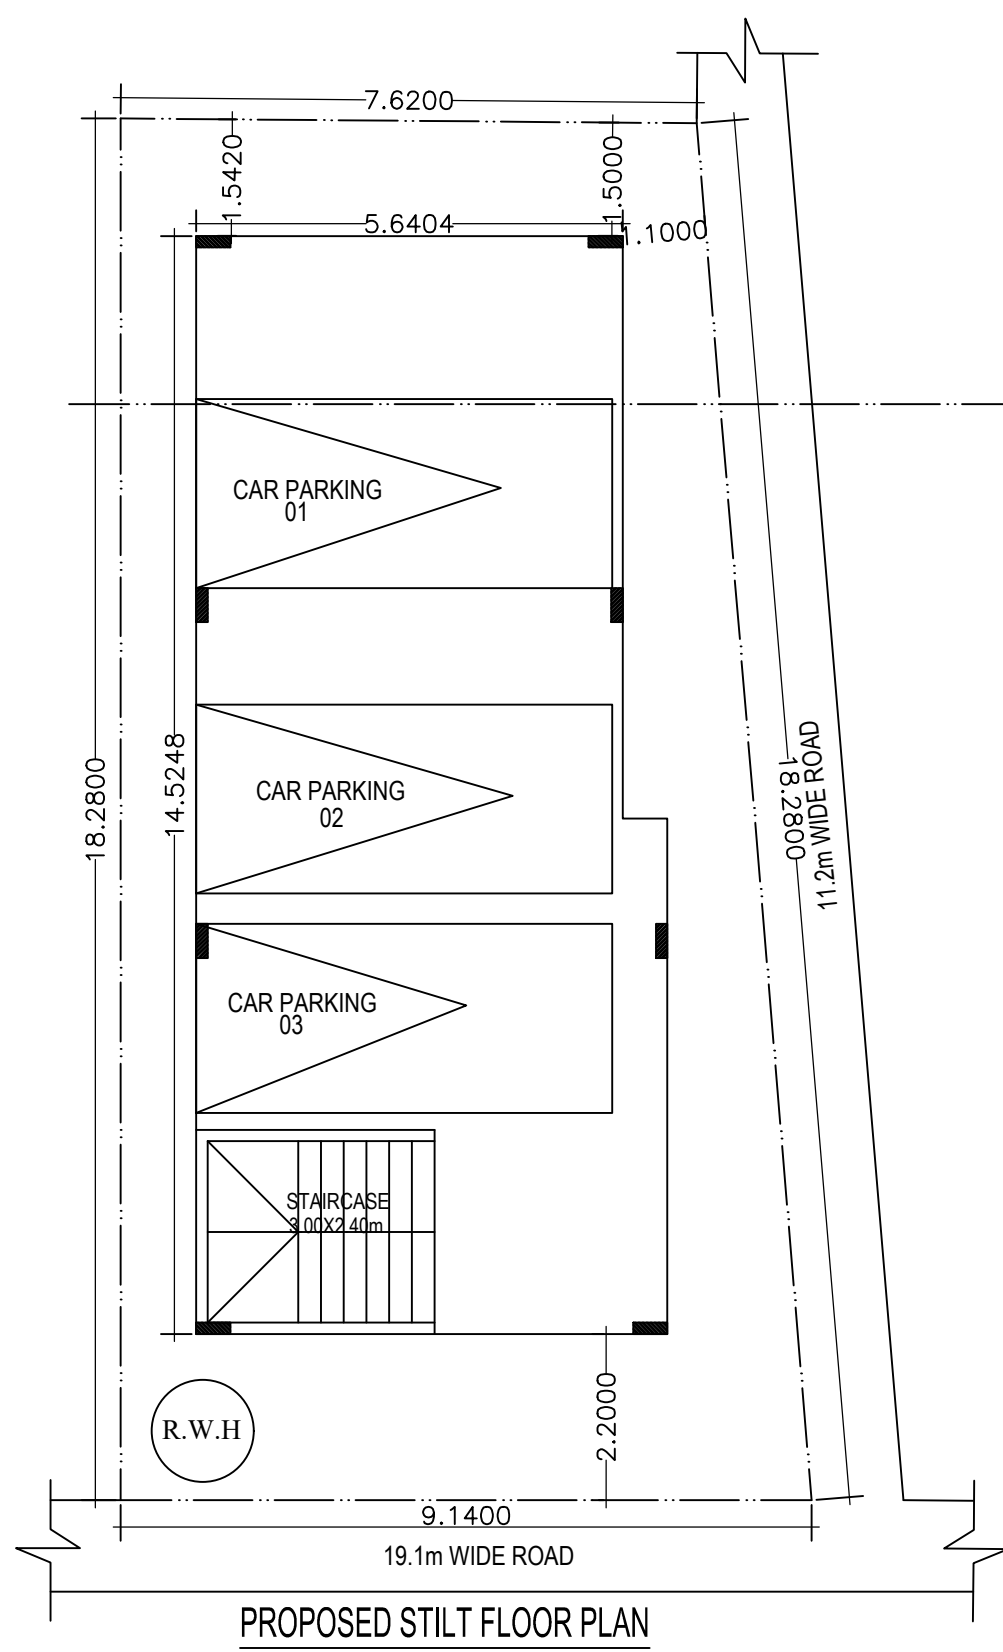 7.6200
1.5420
1.5000
5.6404
1.1000
CAR PARKING
01
18.2800
14.5248
CAR PARKING
02
18.2800
11.2m WIDE ROAD
CAR PARKING
03
STAIRCASE
3.00X2.40m
R.W.H
2.2000
9.1400
19.1m WIDE ROAD
PROPOSED STILT FLOOR PLAN